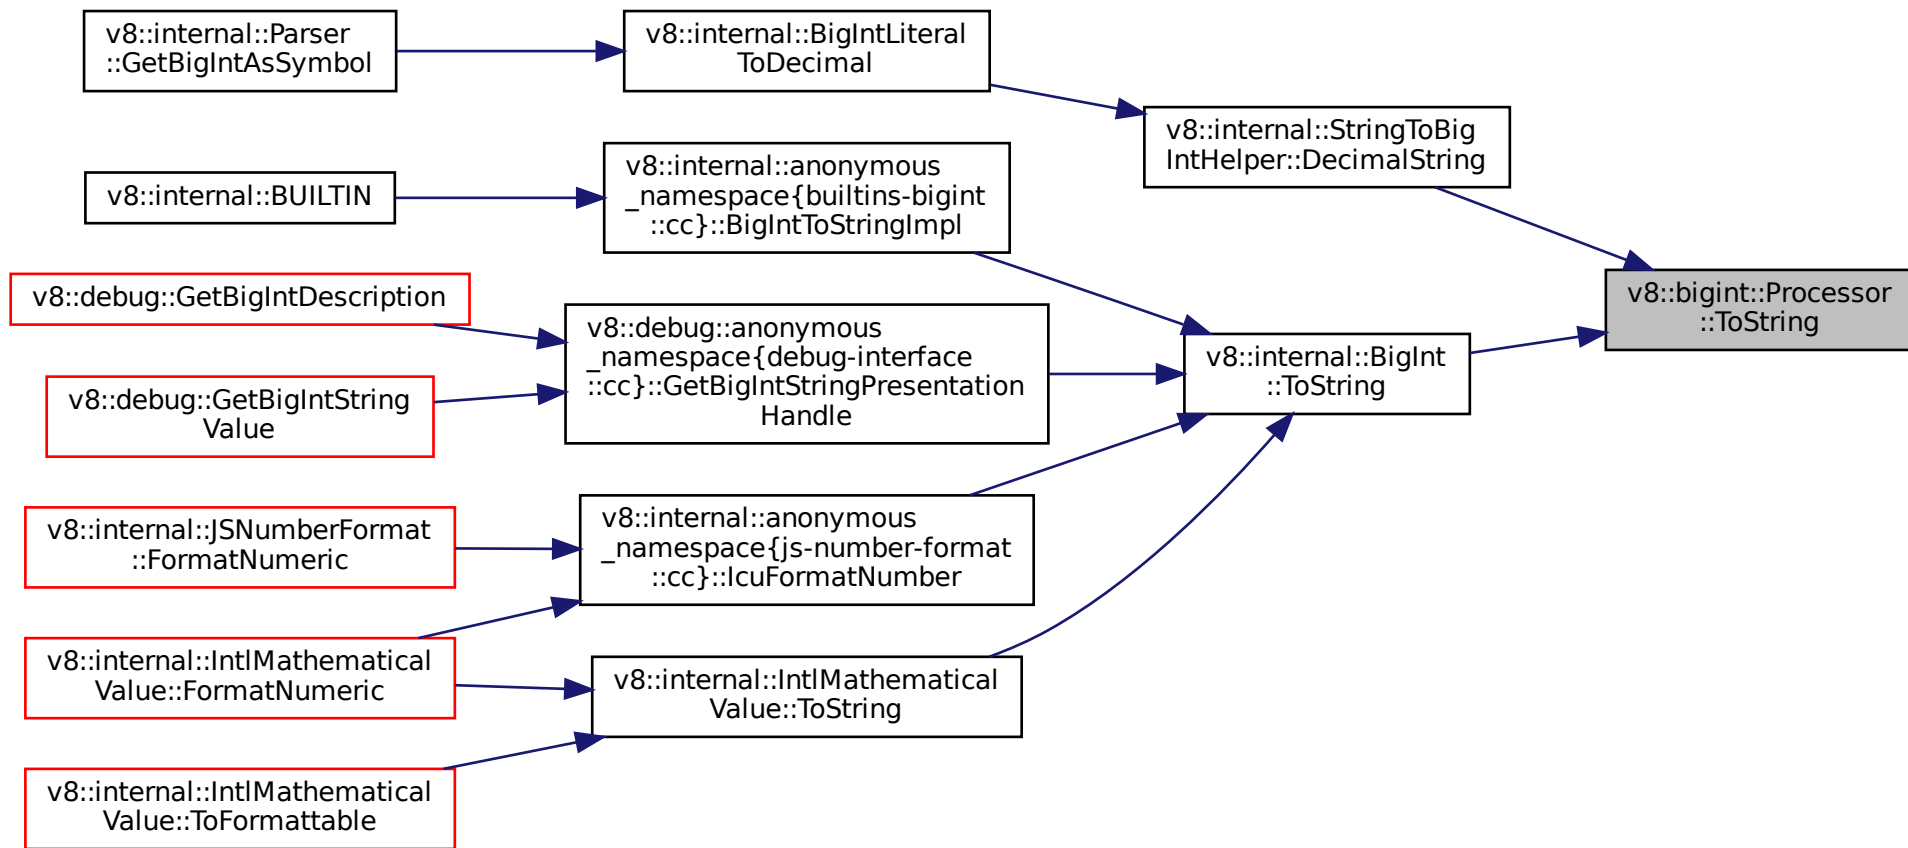 v8::internal::Parser
::GetBigIntAsSymbol
v8::internal::BigIntLiteral
ToDecimal
v8::internal::StringToBig
IntHelper::DecimalString
v8::internal::BUILTIN
v8::internal::anonymous
_namespace{builtins-bigint
::cc}::BigIntToStringImpl
v8::debug::GetBigIntDescription
v8::debug::anonymous
_namespace{debug-interface
::cc}::GetBigIntStringPresentation
Handle
v8::internal::BigInt
::ToString
v8::bigint::Processor
::ToString
v8::debug::GetBigIntString
Value
v8::internal::JSNumberFormat
::FormatNumeric
v8::internal::anonymous
_namespace{js-number-format
::cc}::IcuFormatNumber
v8::internal::IntlMathematical
Value::FormatNumeric
v8::internal::IntlMathematical
Value::ToString
v8::internal::IntlMathematical
Value::ToFormattable